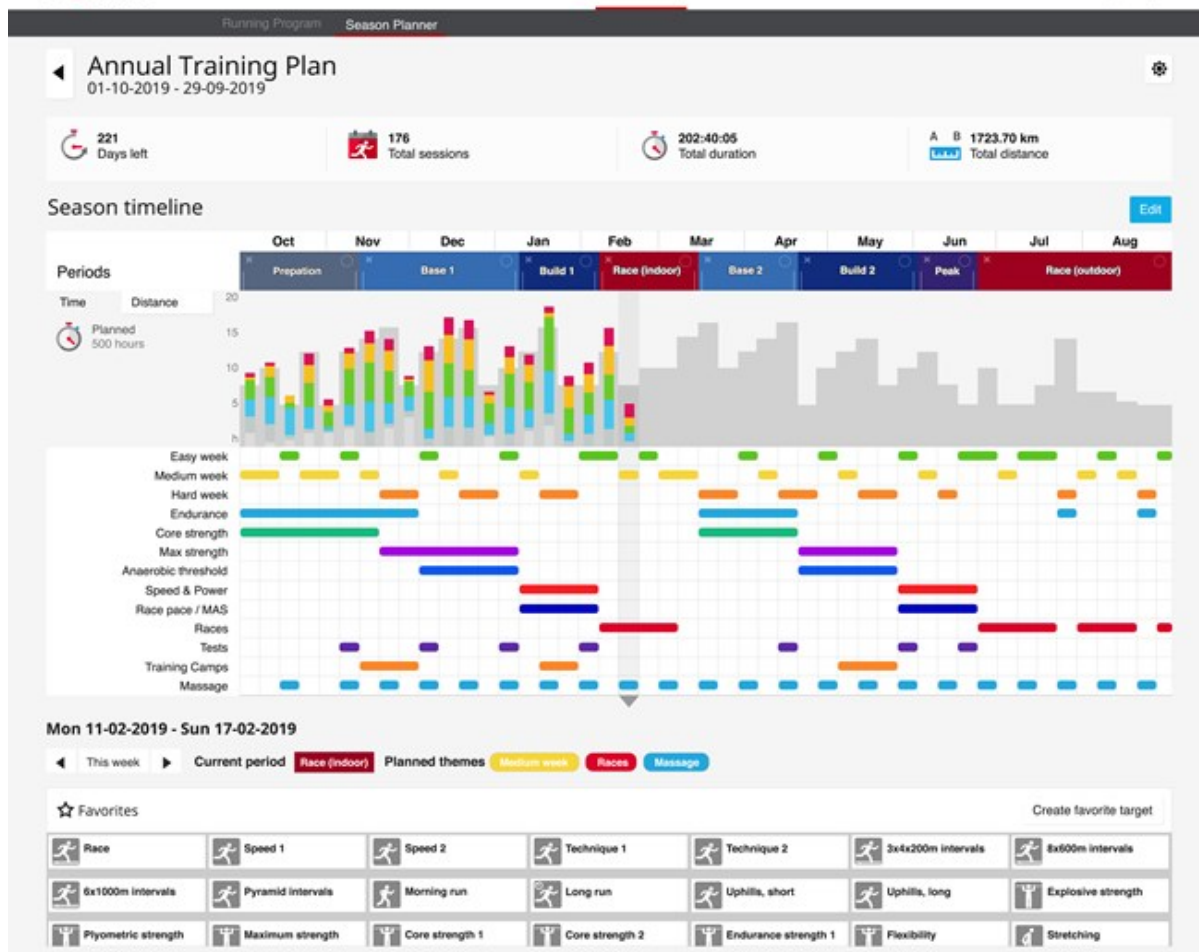 Running Program Season Planner
Annual Training Plan
01-10-2019 - 29-09-2019
221
Days left
176
Total sessions
202:40:05
Total duration
A B 1723.70 km
Total distance
Season timeline
Edit
Oct Nov Dec Jan Feb Mar Apr May Jun Jul Aug
Periods Prepation Base 1 Build 1 Race (indoor) Base 2 Build 2 Peak Race (outdoor)
Time Distance
Planned
500 hours
20
15
10
5
h
Easy week
Medium week
Hard week
Endurance
Core strength
Max strength
Anaerobic threshold
Speed & Power
Race pace / MAS
Races
Tests
Training Camps
Massage
Mon 11-02-2019 - Sun 17-02-2019
This week Current period Race (indoor) Planned themes Medium week Races Massage
Favorites Create favorite target
Race Speed 1 Speed 2 Technique 1 Technique 2 3x4x200m intervals 8x600m intervals
6x1000m intervals Pyramid intervals Morning run Long run Uphills, short Uphills, long Explosive strength
Plyometric strength Maximum strength Core strength 1 Core strength 2 Endurance strength 1 Flexibility Stretching